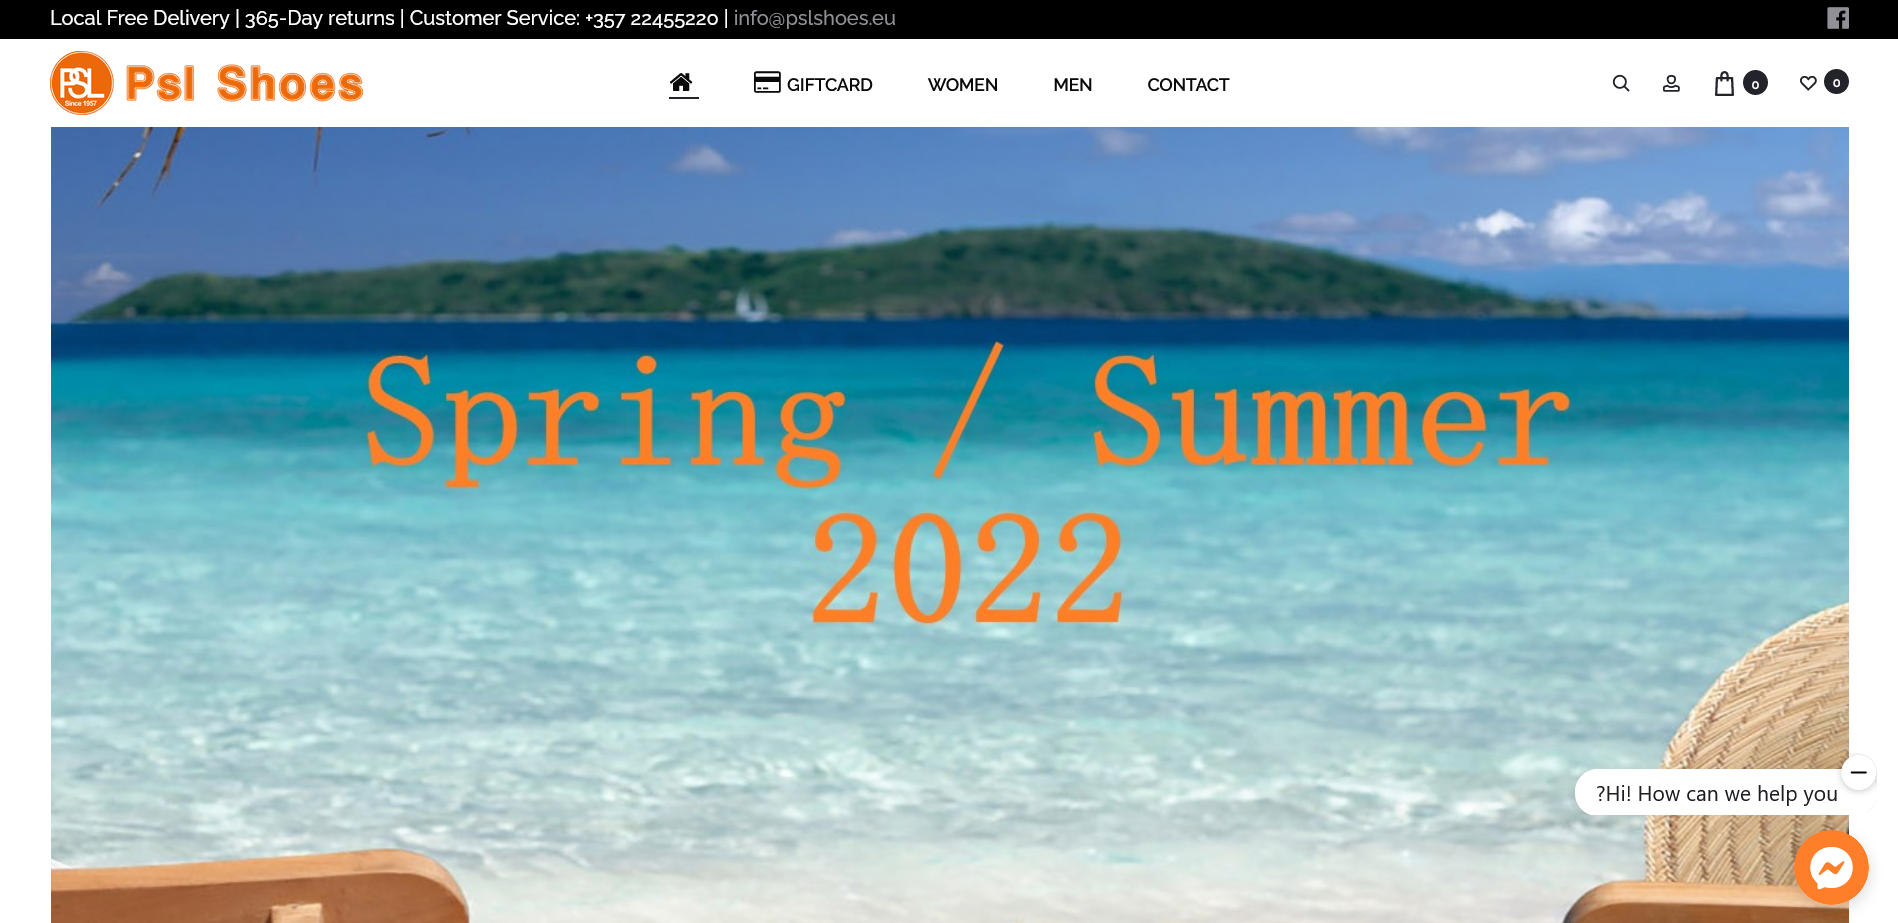 Local Free Delivery | 365-Day returns | Customer Service: +357 22455220 | info@pslshoes.eu
PSL
Since 1957
Psl Shoes
GIFTCARD
WOMEN
MEN
CONTACT
0
0
Spring / Summer
2022
?Hi! How can we help you